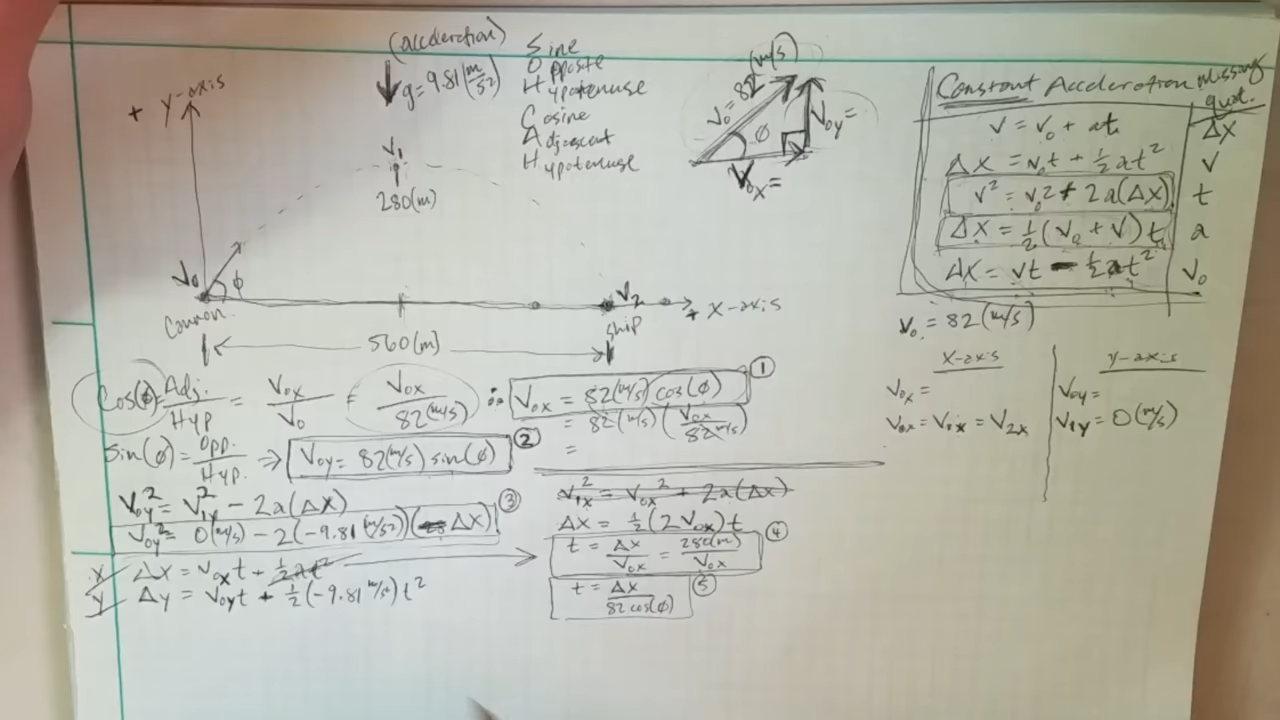 (acceleration)
g = 9.81 (m/s²)
Sine
Opposite
Hypotenuse
Cosine
Adjacent
Hypotenuse
V₀ = 82 (m/s)
ϕ
V₀y =
V₀x =
+ y-axis
V₁
280(m)
V₀
ϕ
Cannon
V₂
ship
+ x-axis
560(m)
Constant Acceleration missing quat.
V = V₀ + at Δx
Δx = V₀t + ½at² V
V² = V₀² + 2a(Δx) t
Δx = ½(V₀ + V)t a
Δx = Vt - ½at² V₀
V₀ = 82(m/s)
x-axis
V₀x =
V₀x = V₁x = V₂x
y-axis
V₀y =
V₁y = 0(m/s)
Cos(ϕ) = Adj./Hyp = V₀x/V₀ = V₀x/82(m/s) ∴ V₀x = 82(m/s) cos(ϕ) ①
= 82(m/s) (V₀x/82(m/s))
=
Sin(ϕ) = Opp./Hyp. ⇒ V₀y = 82(m/s) sin(ϕ) ②
V₀y² = V₁y² - 2a(Δx)
V₀y² = 0(m/s) - 2(-9.81(m/s²))(Δx) ③
x Δx = V₀xt + ½at²
y Δy = V₀yt + ½(-9.81 m/s²)t²
V₁x² = V₀x² + 2a(Δx)
Δx = ½(2V₀x)t
t = Δx/V₀x = 280(m)/V₀x ④
t = Δx/82cos(ϕ) ⑤